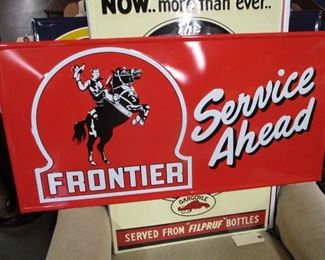 NOW..more than ever..
Service
Ahead
FRONTIER
GARGOYLE
SERVED FROM "FILPRUF" BOTTLES